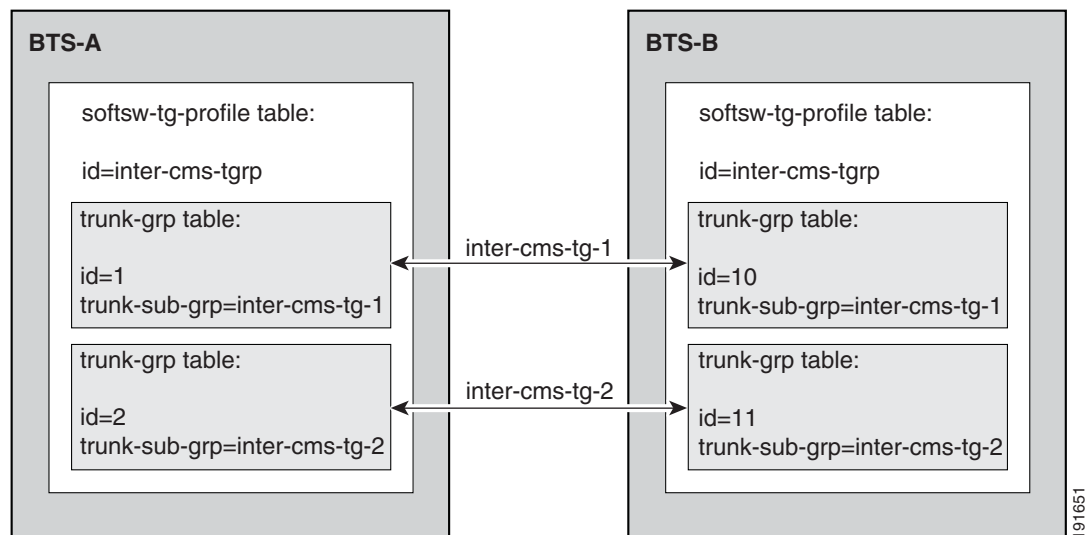 BTS-A
softsw-tg-profile table:
id=inter-cms-tgrp
trunk-grp table:
id=1
trunk-sub-grp=inter-cms-tg-1
trunk-grp table:
id=2
trunk-sub-grp=inter-cms-tg-2
inter-cms-tg-1
inter-cms-tg-2
BTS-B
softsw-tg-profile table:
id=inter-cms-tgrp
trunk-grp table:
id=10
trunk-sub-grp=inter-cms-tg-1
trunk-grp table:
id=11
trunk-sub-grp=inter-cms-tg-2
191651